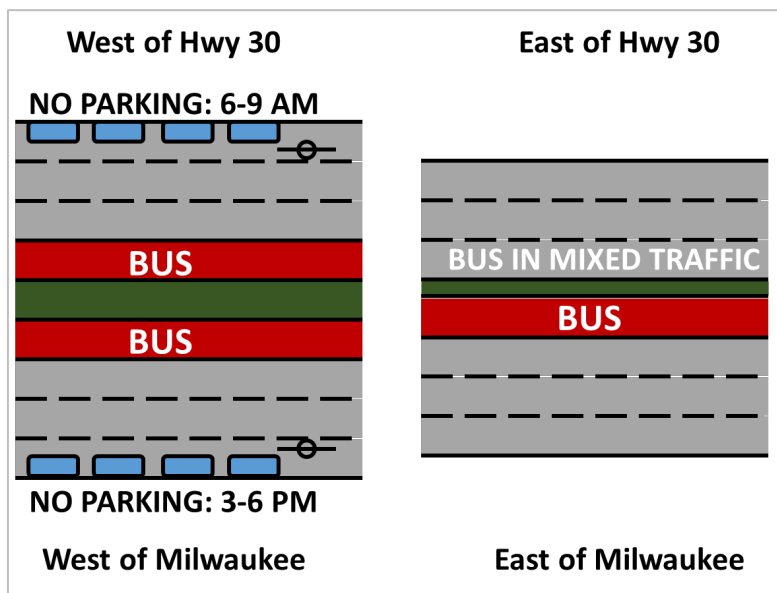 West of Hwy 30
East of Hwy 30
NO PARKING: 6-9 AM
BUS
BUS IN MIXED TRAFFIC
BUS
BUS
NO PARKING: 3-6 PM
West of Milwaukee
East of Milwaukee